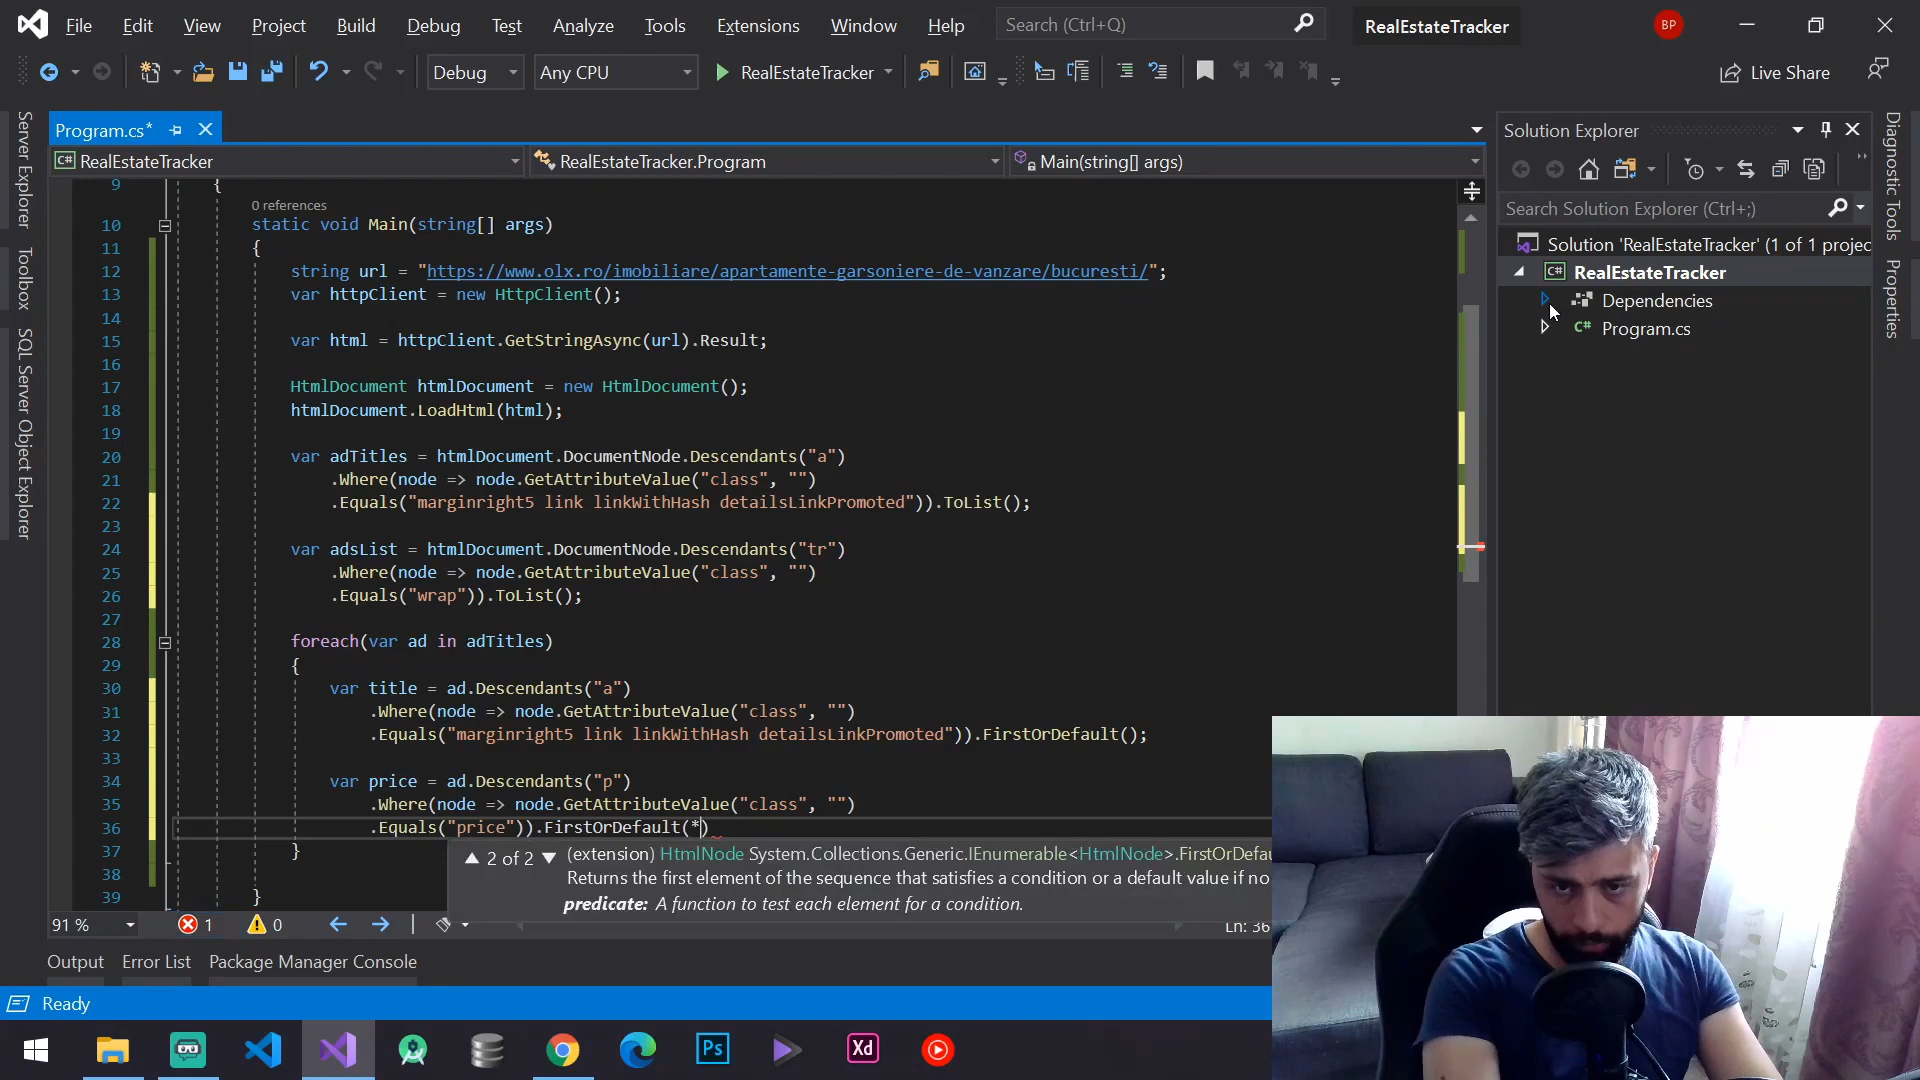 File Edit View Project Build Debug Test Analyze Tools Extensions Window Help Search (Ctrl+Q) RealEstateTracker BP
Debug Any CPU RealEstateTracker Live Share
Server Explorer
Toolbox
SQL Server Object Explorer
Program.cs*
RealEstateTracker RealEstateTracker.Program Main(string[] args)
9 {
0 references
10 static void Main(string[] args)
11 {
12 string url = "https://www.olx.ro/imobiliare/apartamente-garsoniere-de-vanzare/bucuresti/";
13 var httpClient = new HttpClient();
14
15 var html = httpClient.GetStringAsync(url).Result;
16
17 HtmlDocument htmlDocument = new HtmlDocument();
18 htmlDocument.LoadHtml(html);
19
20 var adTitles = htmlDocument.DocumentNode.Descendants("a")
21 .Where(node => node.GetAttributeValue("class", "")
22 .Equals("marginright5 link linkWithHash detailsLinkPromoted")).ToList();
23
24 var adsList = htmlDocument.DocumentNode.Descendants("tr")
25 .Where(node => node.GetAttributeValue("class", "")
26 .Equals("wrap")).ToList();
27
28 foreach(var ad in adTitles)
29 {
30 var title = ad.Descendants("a")
31 .Where(node => node.GetAttributeValue("class", "")
32 .Equals("marginright5 link linkWithHash detailsLinkPromoted")).FirstOrDefault();
33
34 var price = ad.Descendants("p")
35 .Where(node => node.GetAttributeValue("class", "")
36 .Equals("price")).FirstOrDefault(*)
37 }
38
39 }
2 of 2 (extension) HtmlNode System.Collections.Generic.IEnumerable<HtmlNode>.FirstOrDefau
Returns the first element of the sequence that satisfies a condition or a default value if no
predicate: A function to test each element for a condition.
91 % 1 0 Ln: 36
Output Error List Package Manager Console
Ready
Solution Explorer
Search Solution Explorer (Ctrl+;)
Solution 'RealEstateTracker' (1 of 1 projec
RealEstateTracker
Dependencies
C# Program.cs
Diagnostic Tools
Properties
Ps
Xd